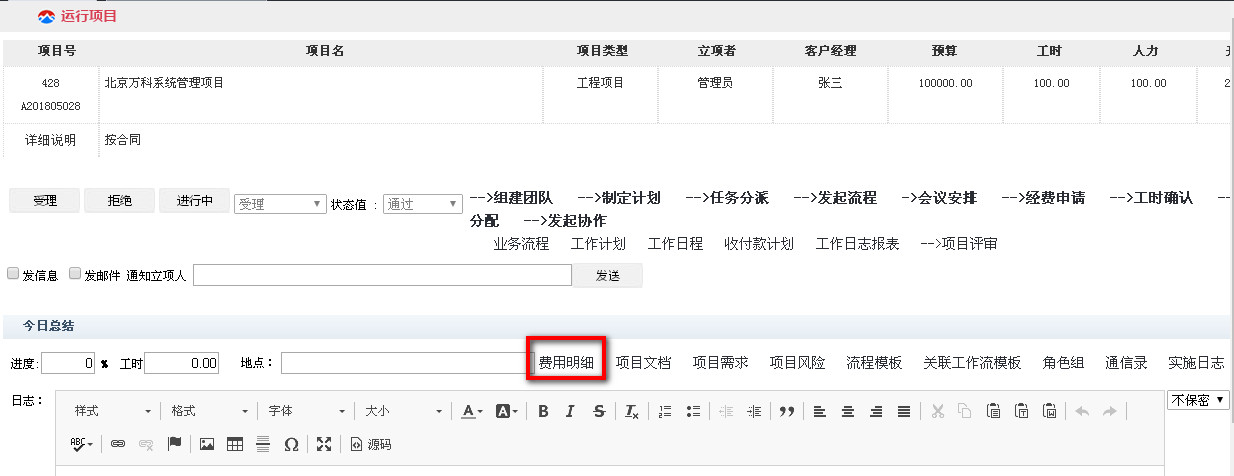 运行项目
项目号 项目名 项目类型 立项者 客户经理 预算 工时 人力
428 北京万科系统管理项目 工程项目 管理员 张三 100000.00 100.00 100.00 2
A201805028
详细说明 按合同
受理 拒绝 进行中 受理 状态值 : 通过 -->组建团队 -->制定计划 -->任务分派 -->发起流程 ->会议安排 -->经费申请 -->工时确认 --
分配 -->发起协作
业务流程 工作计划 工作日程 收付款计划 工作日志报表 -->项目评审
发信息 发邮件 通知立项人 发送
今日总结
进度: 0 % 工时 0.00 地点： 费用明细 项目文档 项目需求 项目风险 流程模板 关联工作流模板 角色组 通信录 实施日志
日志： 样式 格式 字体 大小 A A B I S Tx 不保密
ABC Ω 源码